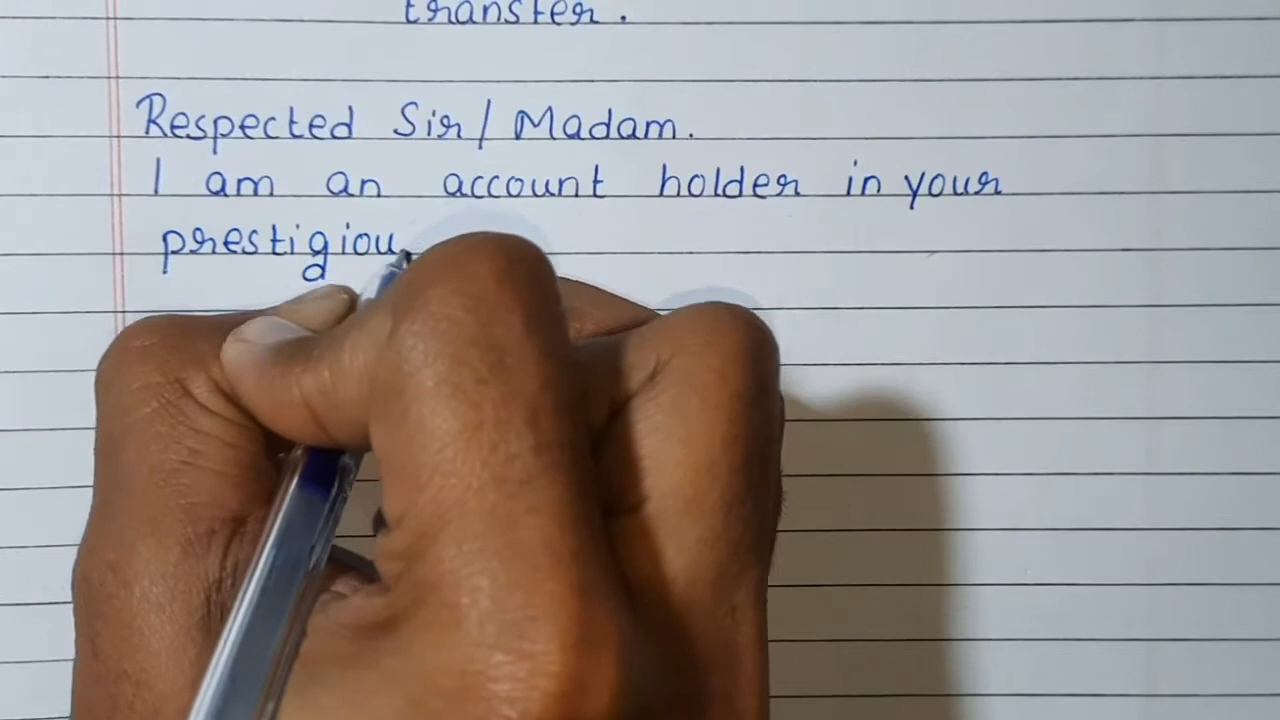 transfer.
Respected Sir/Madam.
I am an account holder in your
prestigiou